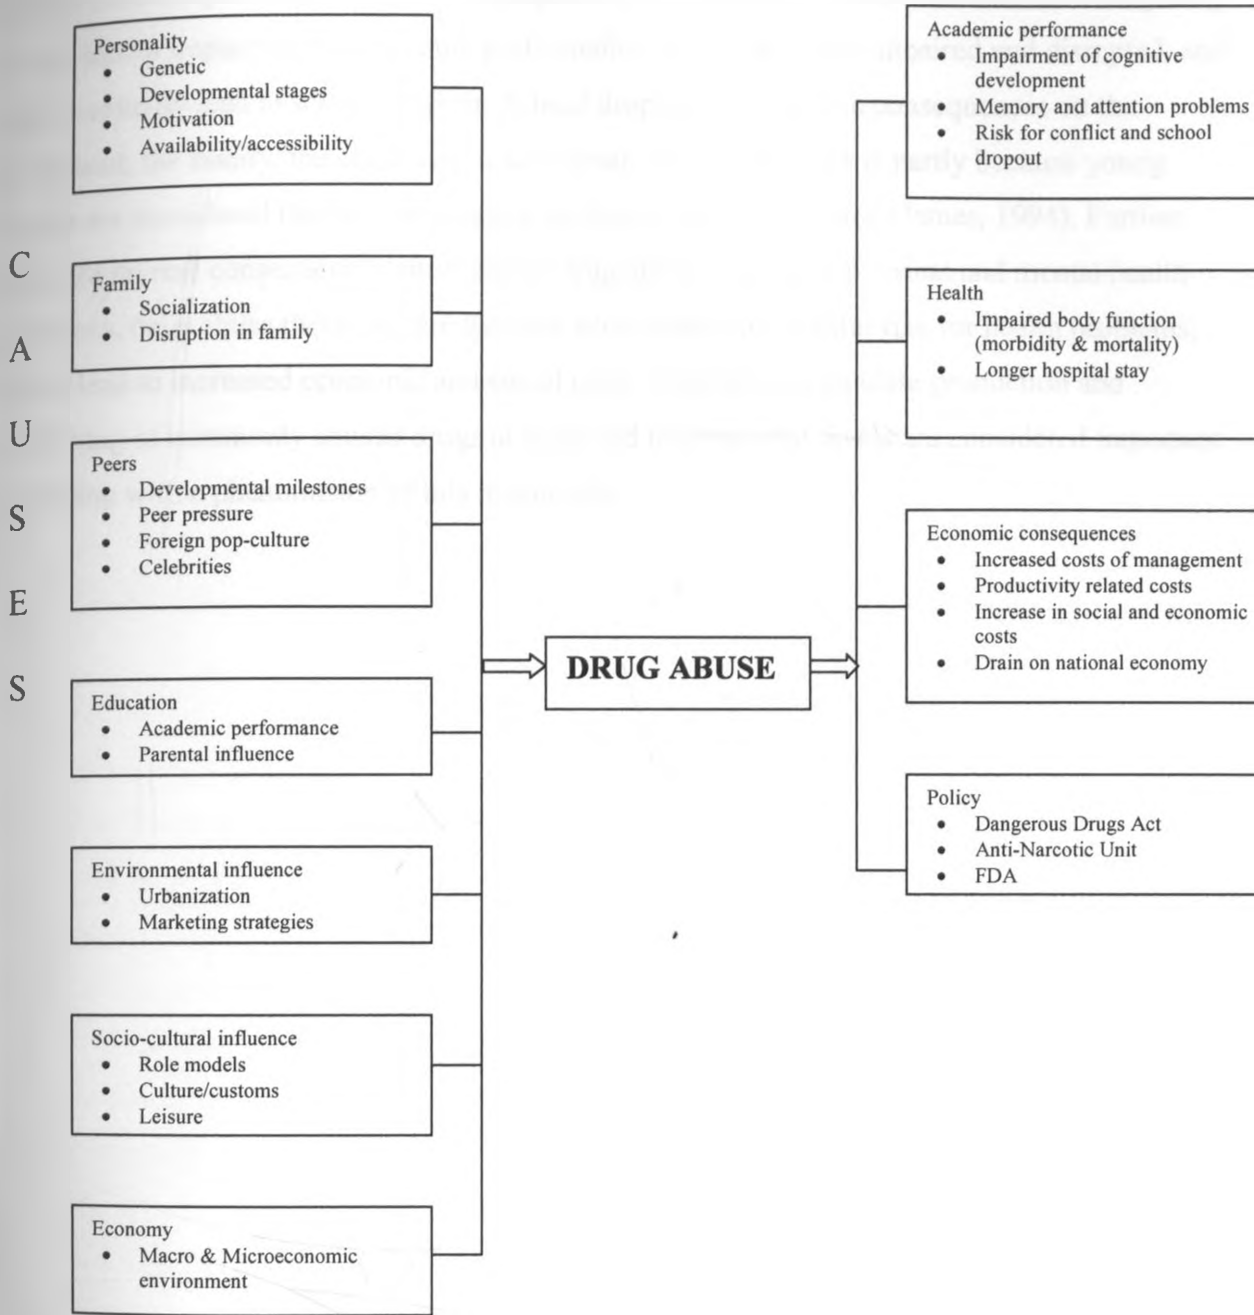 Personality
• Genetic
• Developmental stages
• Motivation
• Availability/accessibility
C
A
U
S
E
S
Family
• Socialization
• Disruption in family
Peers
• Developmental milestones
• Peer pressure
• Foreign pop-culture
• Celebrities
Education
• Academic performance
• Parental influence
Environmental influence
• Urbanization
• Marketing strategies
Socio-cultural influence
• Role models
• Culture/customs
• Leisure
Economy
• Macro & Microeconomic
environment
DRUG ABUSE
Academic performance
• Impairment of cognitive
development
• Memory and attention problems
• Risk for conflict and school
dropout
Health
• Impaired body function
(morbidity & mortality)
• Longer hospital stay
Economic consequences
• Increased costs of management
• Productivity related costs
• Increase in social and economic
costs
• Drain on national economy
Policy
• Dangerous Drugs Act
• Anti-Narcotic Unit
• FDA